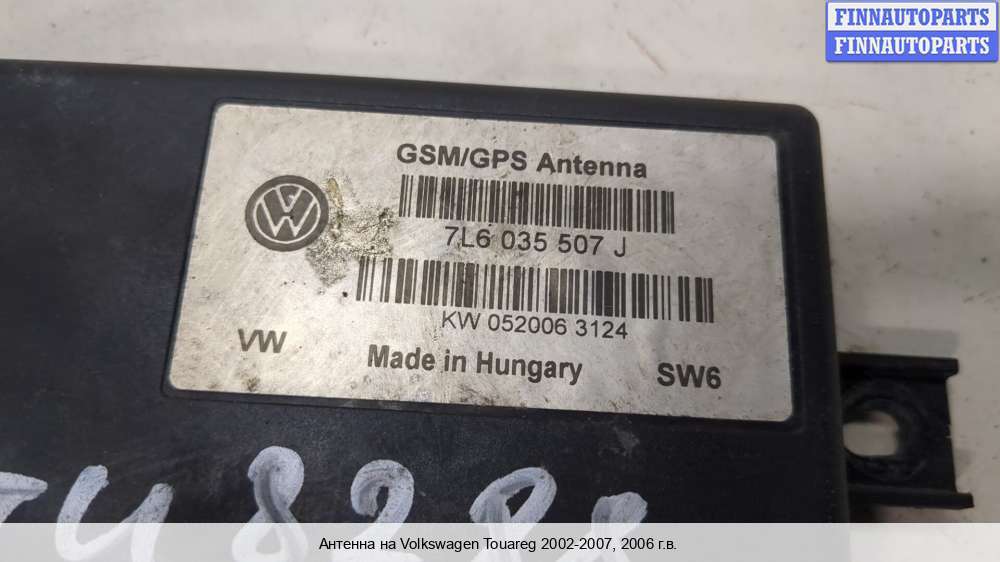 FINNAUTOPARTS
FINNAUTOPARTS
GSM/GPS Antenna
7L6 035 507 J
KW 052006 3124
VW
Made in Hungary
SW6
Антенна на Volkswagen Touareg 2002-2007, 2006 г.в.